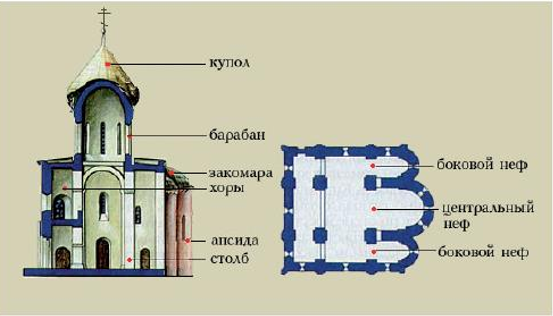 купол
барабан
закомара
хоры
апсида
столб
боковой неф
центральный
неф
боковой неф